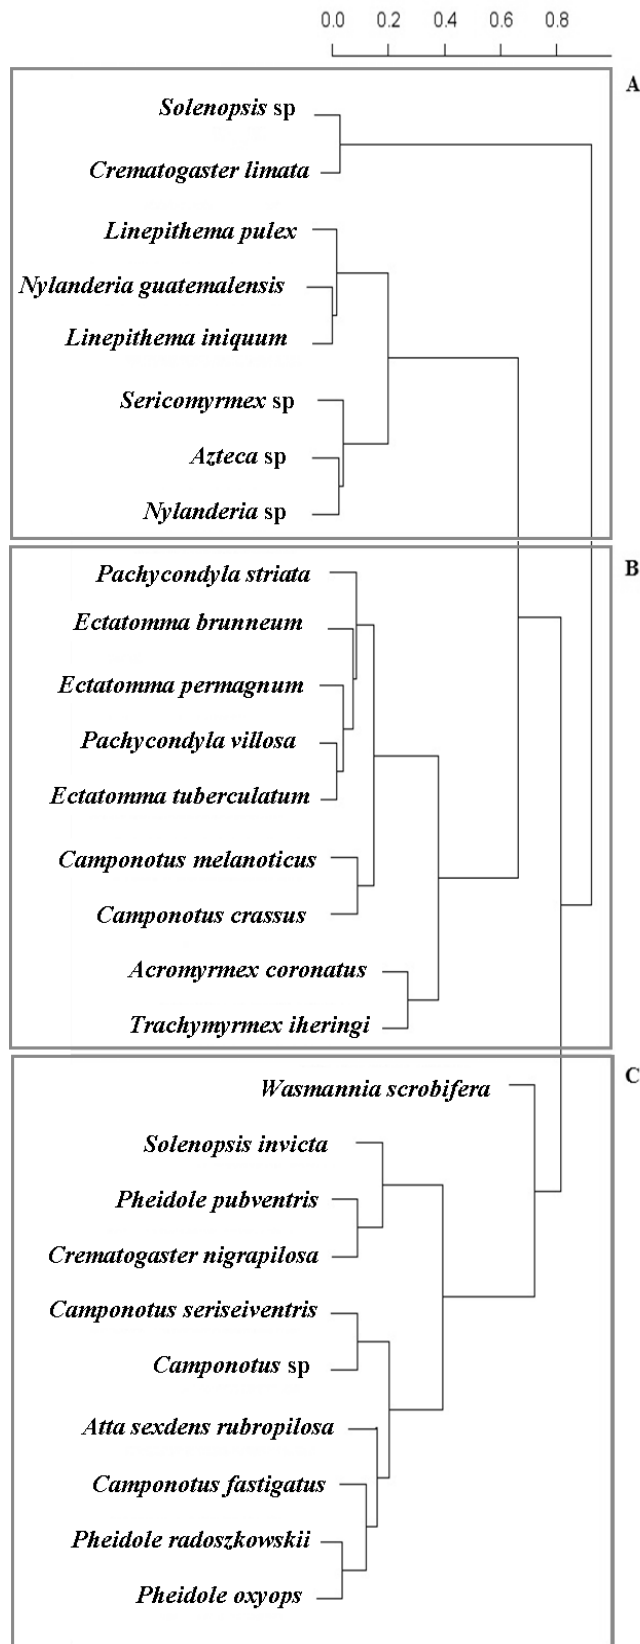 0.0 0.2 0.4 0.6 0.8
A
Solenopsis sp
Crematogaster limata
Linepithema pulex
Nylanderia guatemalensis
Linepithema iniquum
Sericomyrmex sp
Azteca sp
Nylanderia sp
B
Pachycondyla striata
Ectatomma brunneum
Ectatomma permagnum
Pachycondyla villosa
Ectatomma tuberculatum
Camponotus melanoticus
Camponotus crassus
Acromyrmex coronatus
Trachymyrmex iheringi
C
Wasmannia scrobifera
Solenopsis invicta
Pheidole pubventris
Crematogaster nigrapilosa
Camponotus seriseiventris
Camponotus sp
Atta sexdens rubropilosa
Camponotus fastigatus
Pheidole radoszkowskii
Pheidole oxyops